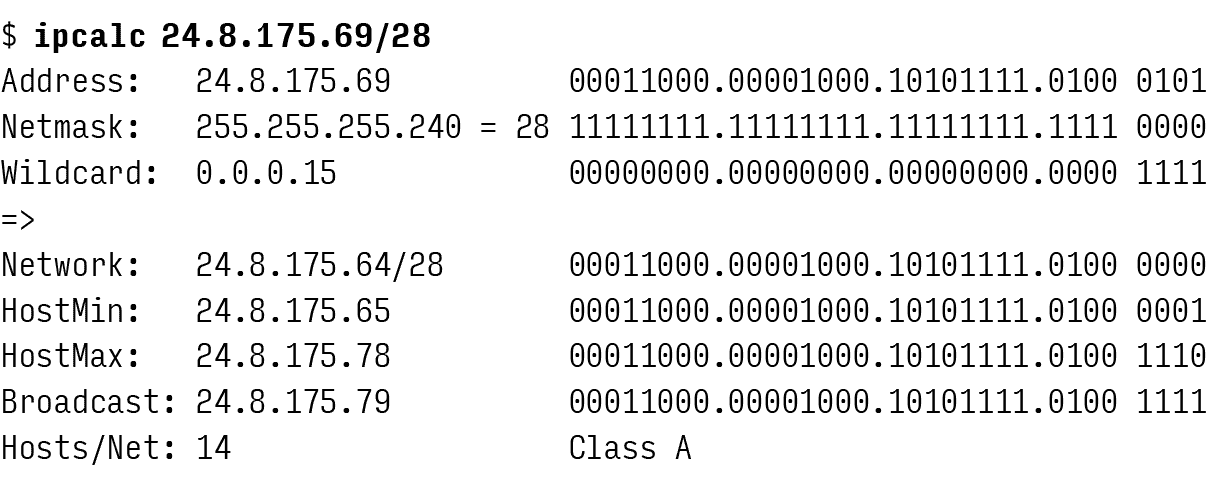 $ ipcalc 24.8.175.69/28
Address:   24.8.175.69          00011000.00001000.10101111.0100 0101
Netmask:   255.255.255.240 = 28 11111111.11111111.11111111.1111 0000
Wildcard:  0.0.0.15             00000000.00000000.00000000.0000 1111
=>
Network:   24.8.175.64/28       00011000.00001000.10101111.0100 0000
HostMin:   24.8.175.65          00011000.00001000.10101111.0100 0001
HostMax:   24.8.175.78          00011000.00001000.10101111.0100 1110
Broadcast: 24.8.175.79          00011000.00001000.10101111.0100 1111
Hosts/Net: 14                   Class A